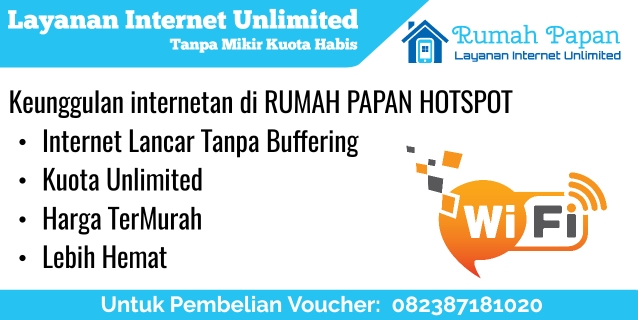 Layanan Internet Unlimited
Tanpa Mikir Kuota Habis
Rumah Papan
Layanan Internet Unlimited
Keunggulan internetan di RUMAH PAPAN HOTSPOT
• Internet Lancar Tanpa Buffering
• Kuota Unlimited
• Harga TerMurah
• Lebih Hemat
WiFi
Untuk Pembelian Voucher: 082387181020